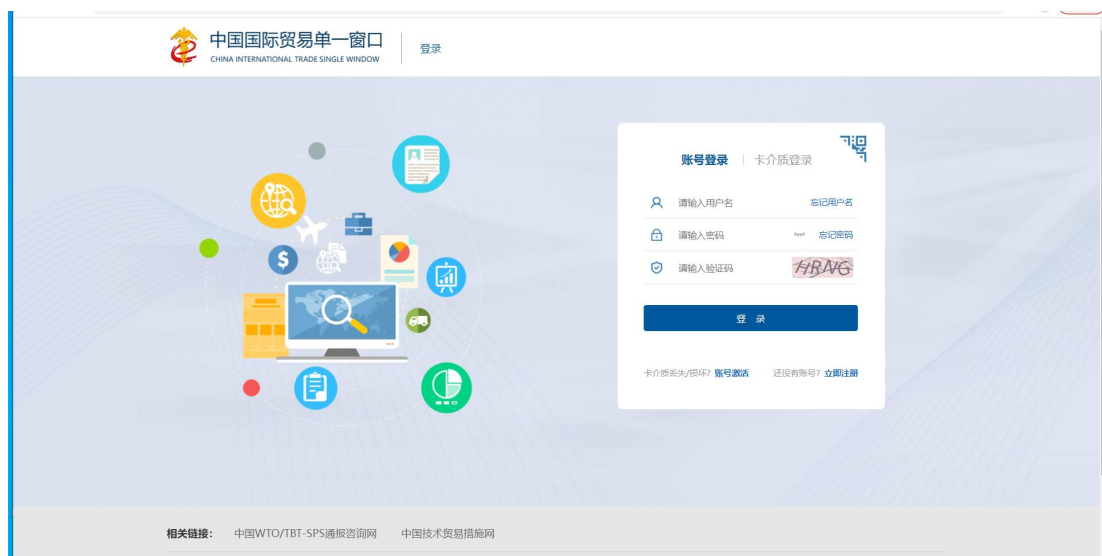 中国国际贸易单一窗口
CHINA INTERNATIONAL TRADE SINGLE WINDOW
登录
账号登录
卡介质登录
请输入用户名
忘记用户名
请输入密码
忘记密码
请输入验证码
HRNG
登 录
卡介质丢失/损坏? 账号激活
还没有账号? 立即注册
相关链接:
中国WTO/TBT-SPS通报咨询网
中国技术贸易措施网